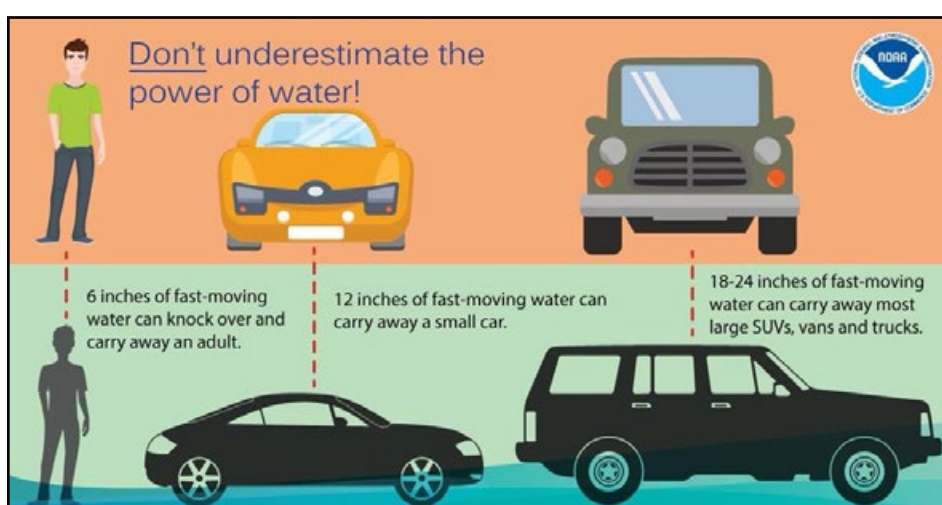 Don't underestimate the
power of water!
NOAA
6 inches of fast-moving
water can knock over and
carry away an adult.
12 inches of fast-moving water can
carry away a small car.
18-24 inches of fast-moving
water can carry away most
large SUVs, vans and trucks.